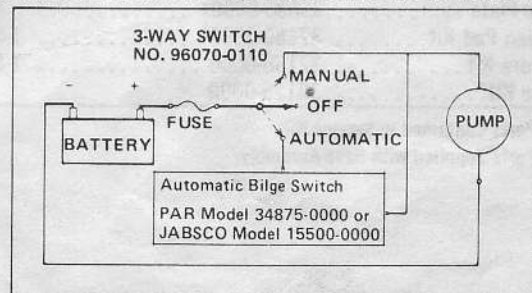 3-WAY SWITCH
NO. 96070-0110
MANUAL
OFF
AUTOMATIC
- +
FUSE
BATTERY
PUMP
Automatic Bilge Switch
PAR Model 34875-0000 or
JABSCO Model 15500-0000